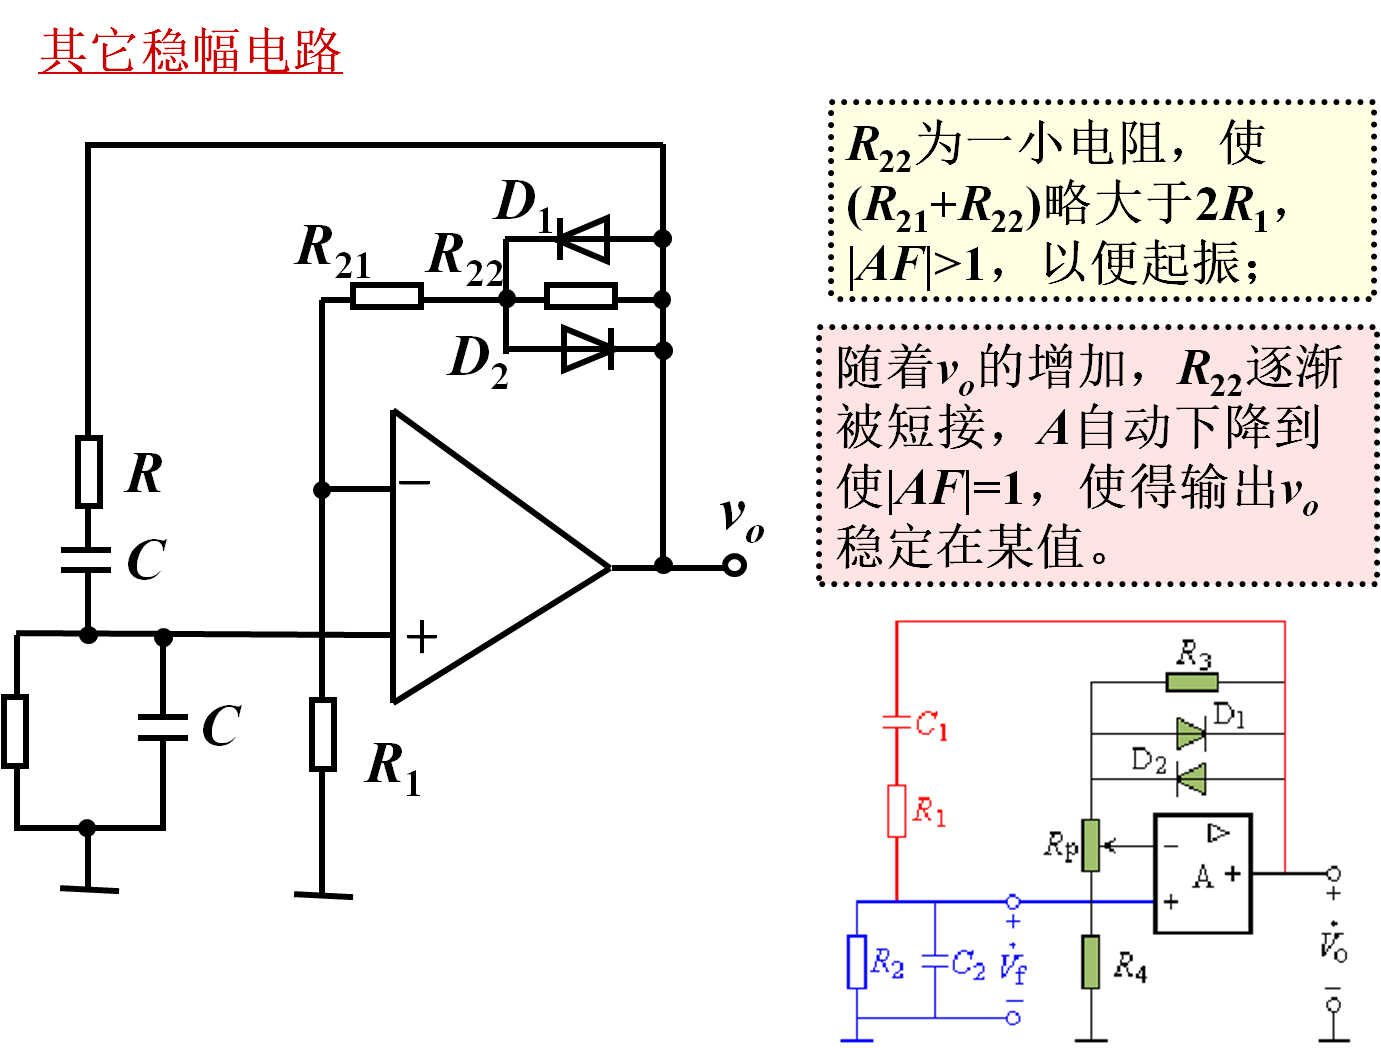 其它稳幅电路
R22为一小电阻，使
(R21+R22)略大于2R1，
|AF|>1，以便起振；
随着vo的增加，R22逐渐
被短接，A自动下降到
使|AF|=1，使得输出vo
稳定在某值。
D1
R21
R22
D2
R
C
−
+
vo
C
R1
R3
D1
D2
C1
R1
Rp
−
A
+
+
R2
C2
+
V̇f
−
R4
+
V̇o
−